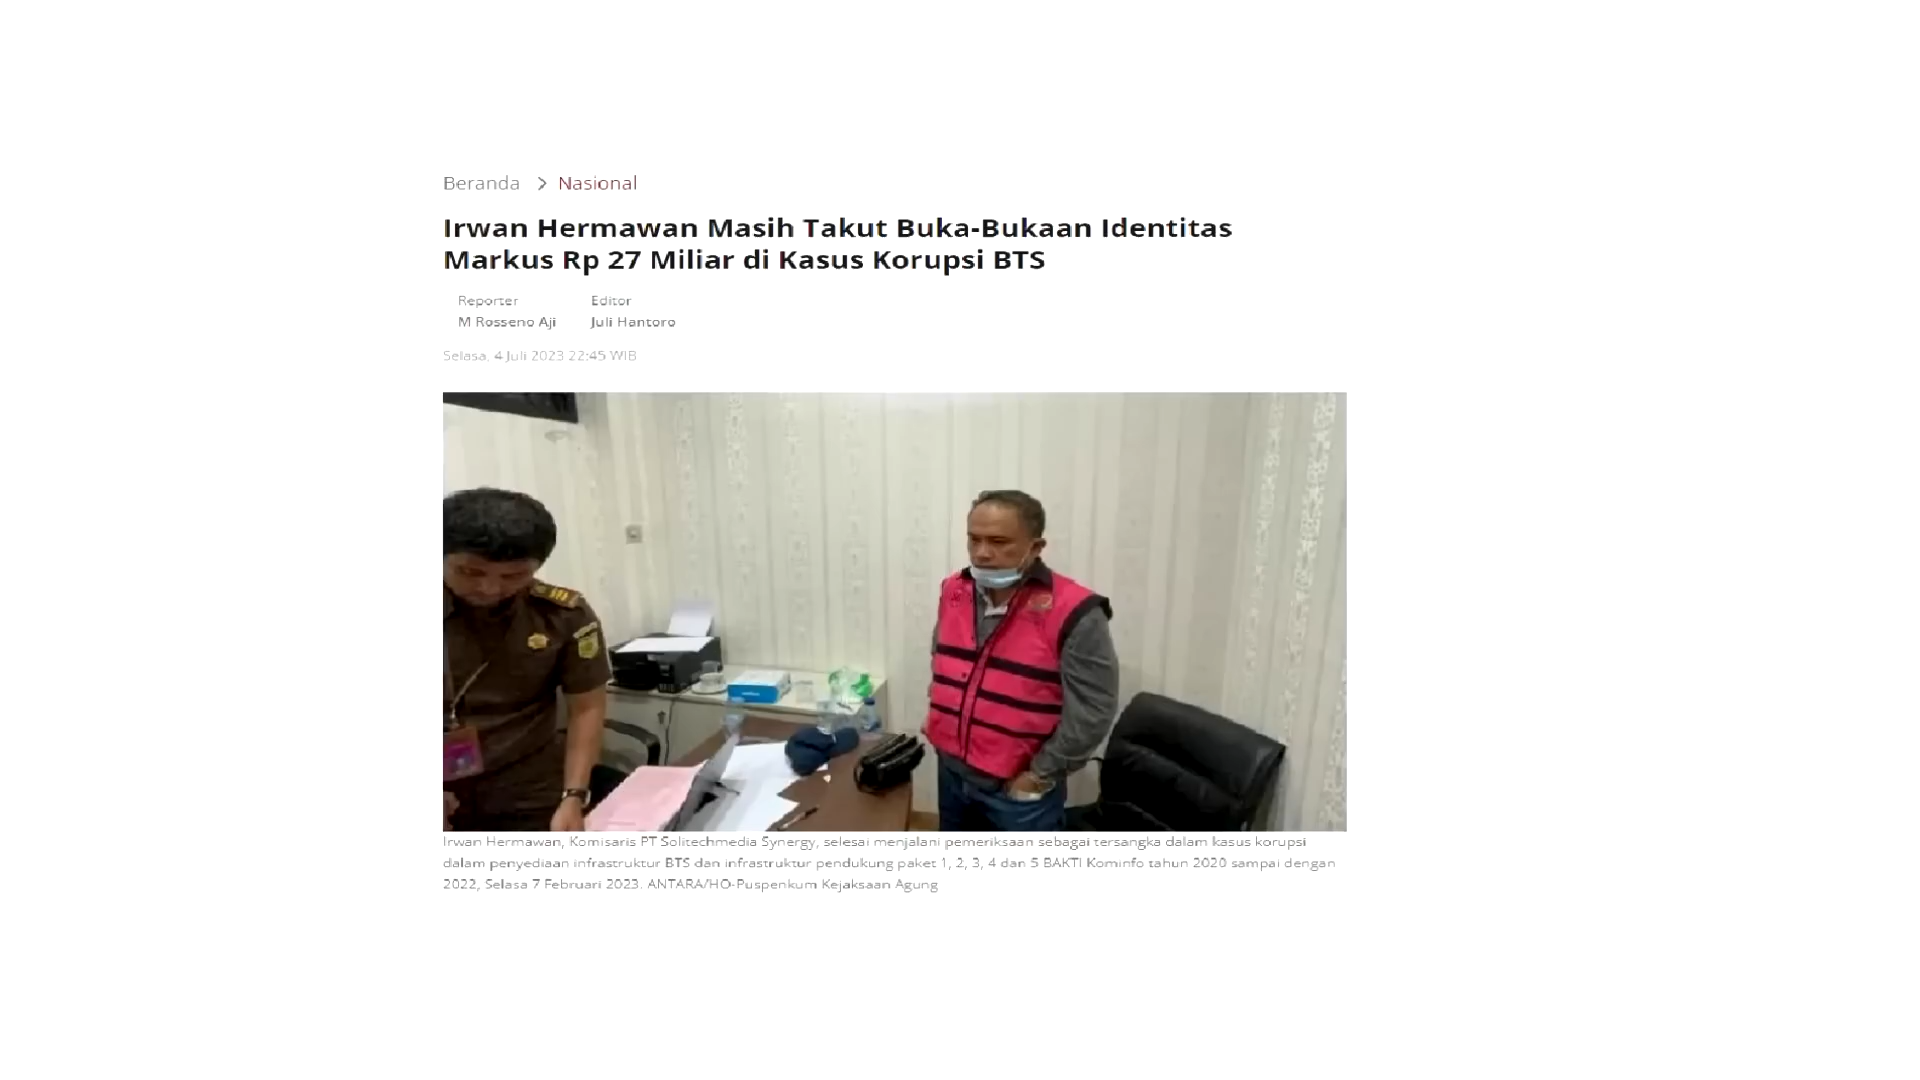 Beranda > Nasional
Irwan Hermawan Masih Takut Buka-Bukaan Identitas
Markus Rp 27 Miliar di Kasus Korupsi BTS
Reporter Editor
M Rosseno Aji Juli Hantoro
Selasa, 4 Juli 2023 22:45 WIB
Irwan Hermawan, Komisaris PT Solitechmedia Synergy, selesai menjalani pemeriksaan sebagai tersangka dalam kasus korupsi
dalam penyediaan infrastruktur BTS dan infrastruktur pendukung paket 1, 2, 3, 4 dan 5 BAKTI Kominfo tahun 2020 sampai dengan
2022, Selasa 7 Februari 2023. ANTARA/HO-Puspenkum Kejaksaan Agung